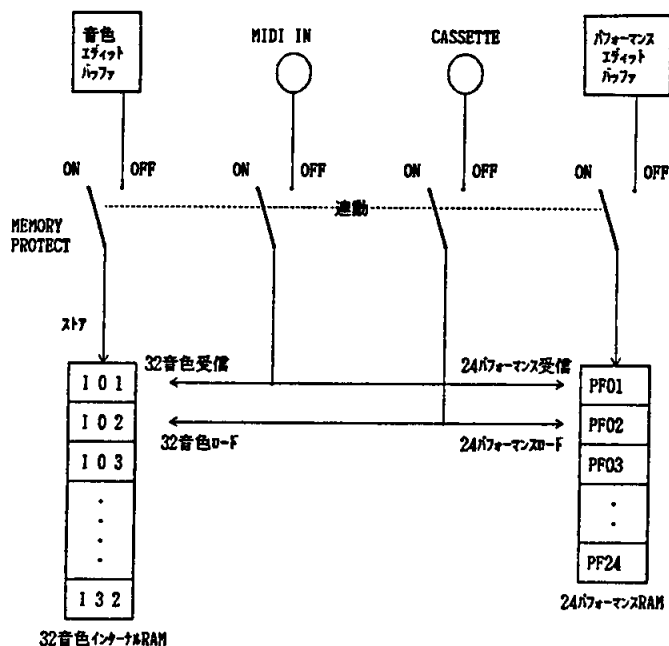 音色
エディット
バッファ
MIDI IN
CASSETTE
パフォーマンス
エディット
バッファ
ON
OFF
ON
OFF
ON
OFF
ON
OFF
連動
MEMORY
PROTECT
ストア
32音色受信
24パフォーマンス受信
32音色ロード
24パフォーマンスロード
I 0 1
I 0 2
I 0 3
I 3 2
PF01
PF02
PF03
PF24
32音色インターナルRAM
24パフォーマンスRAM